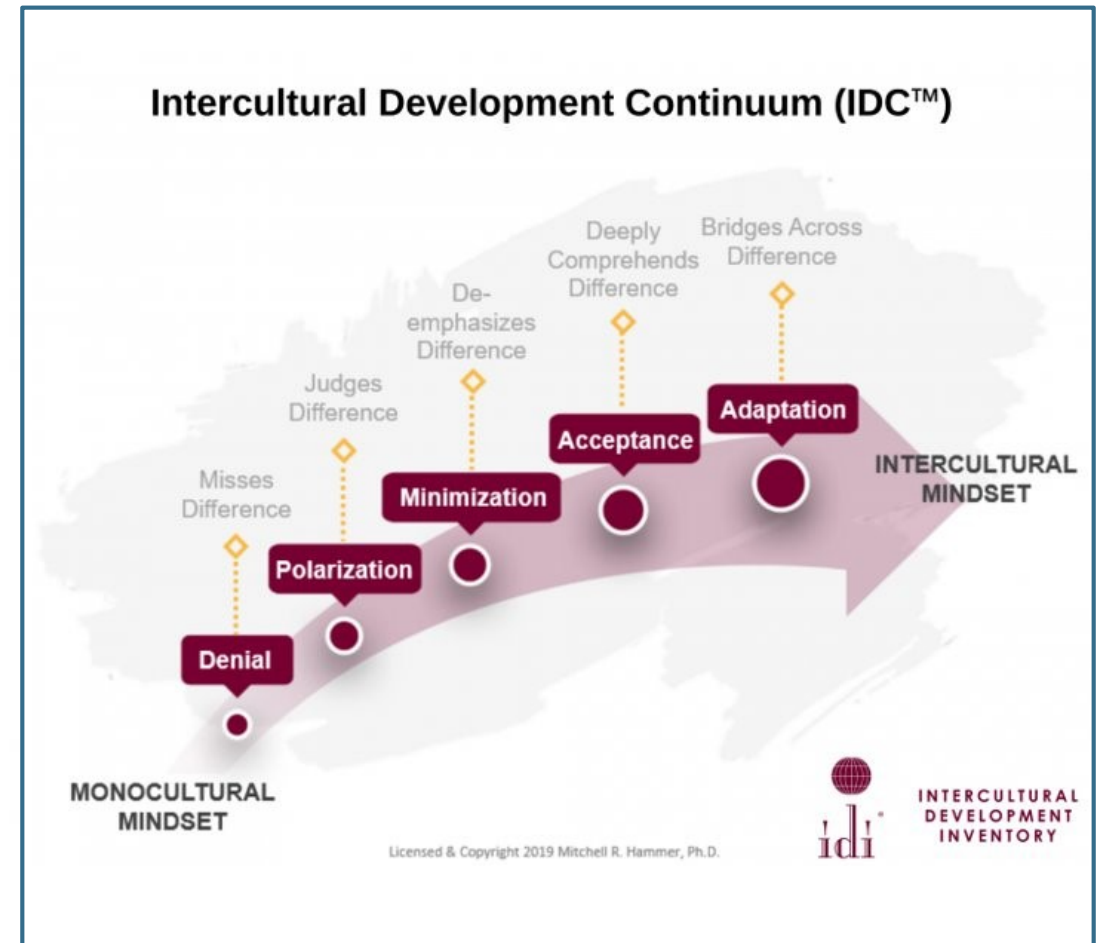 Intercultural Development Continuum (IDC™)
Bridges Across
Difference
Deeply
Comprehends
Difference
De-
emphasizes
Difference
Judges
Difference
Misses
Difference
Adaptation
Acceptance
Minimization
Polarization
Denial
INTERCULTURAL
MINDSET
MONOCULTURAL
MINDSET
idi®
INTERCULTURAL
DEVELOPMENT
INVENTORY
Licensed & Copyright 2019 Mitchell R. Hammer, Ph.D.